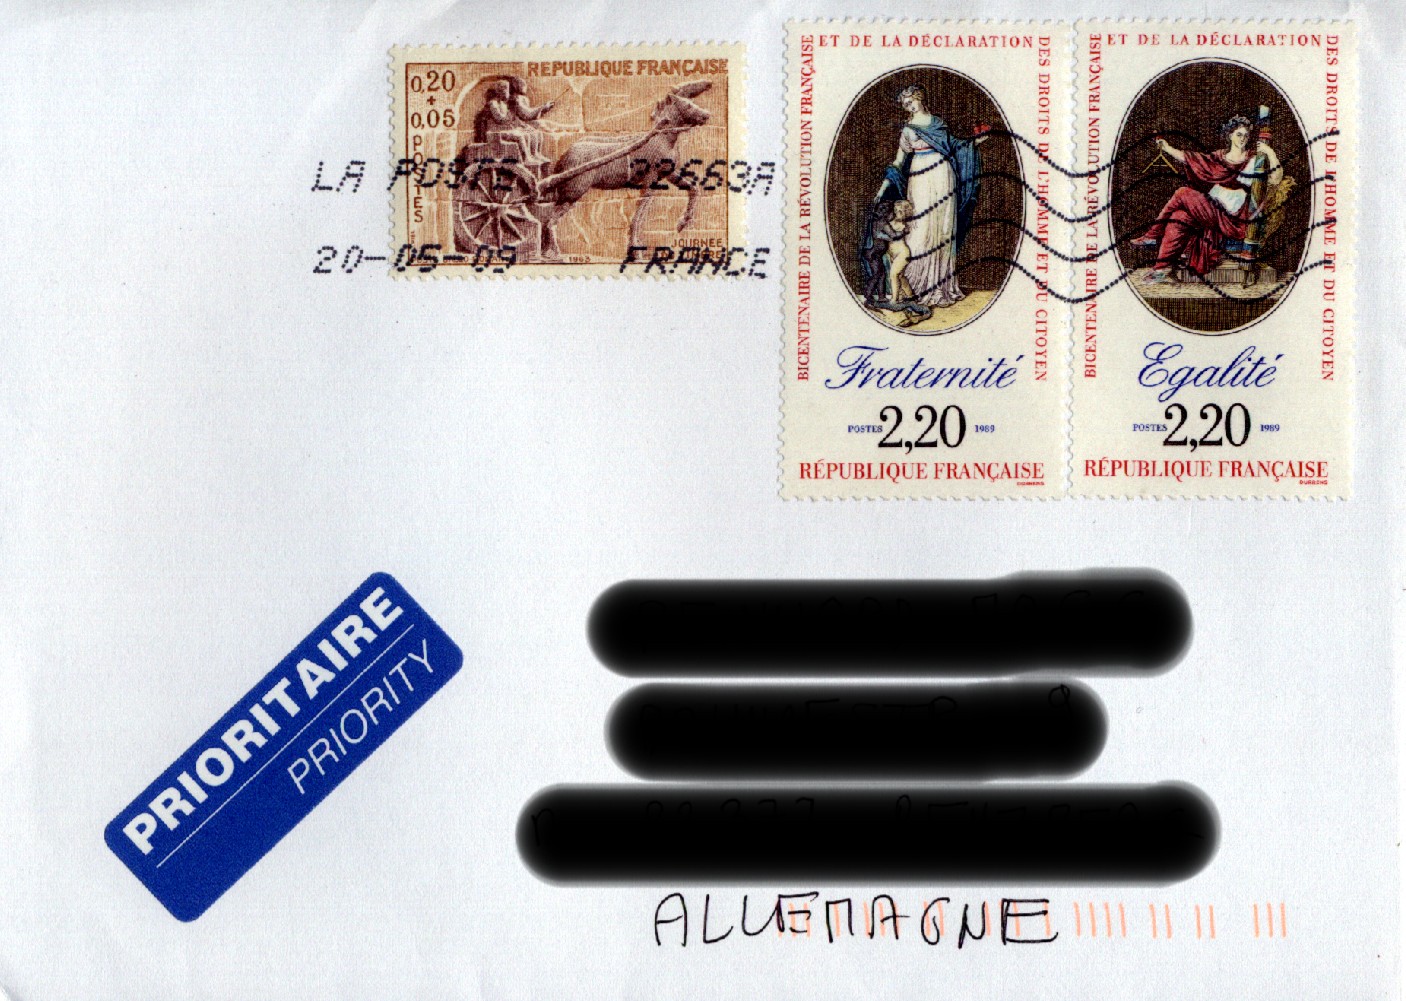 REPUBLIQUE FRANÇAISE
0,20
+
0,05
POSTES
JOURNÉE
1963
LA POSTE 22663A
20-05-09 FRANCE
BICENTENAIRE DE LA RÉVOLUTION FRANÇAISE
ET DE LA DÉCLARATION
DES DROITS DE L'HOMME ET DU CITOYEN
Fraternité
POSTES 2,20 1989
RÉPUBLIQUE FRANÇAISE
BICENTENAIRE DE LA RÉVOLUTION FRANÇAISE
ET DE LA DÉCLARATION
DES DROITS DE L'HOMME ET DU CITOYEN
Egalité
POSTES 2,20 1989
RÉPUBLIQUE FRANÇAISE
PRIORITAIRE
PRIORITY
ALLEMAGNE